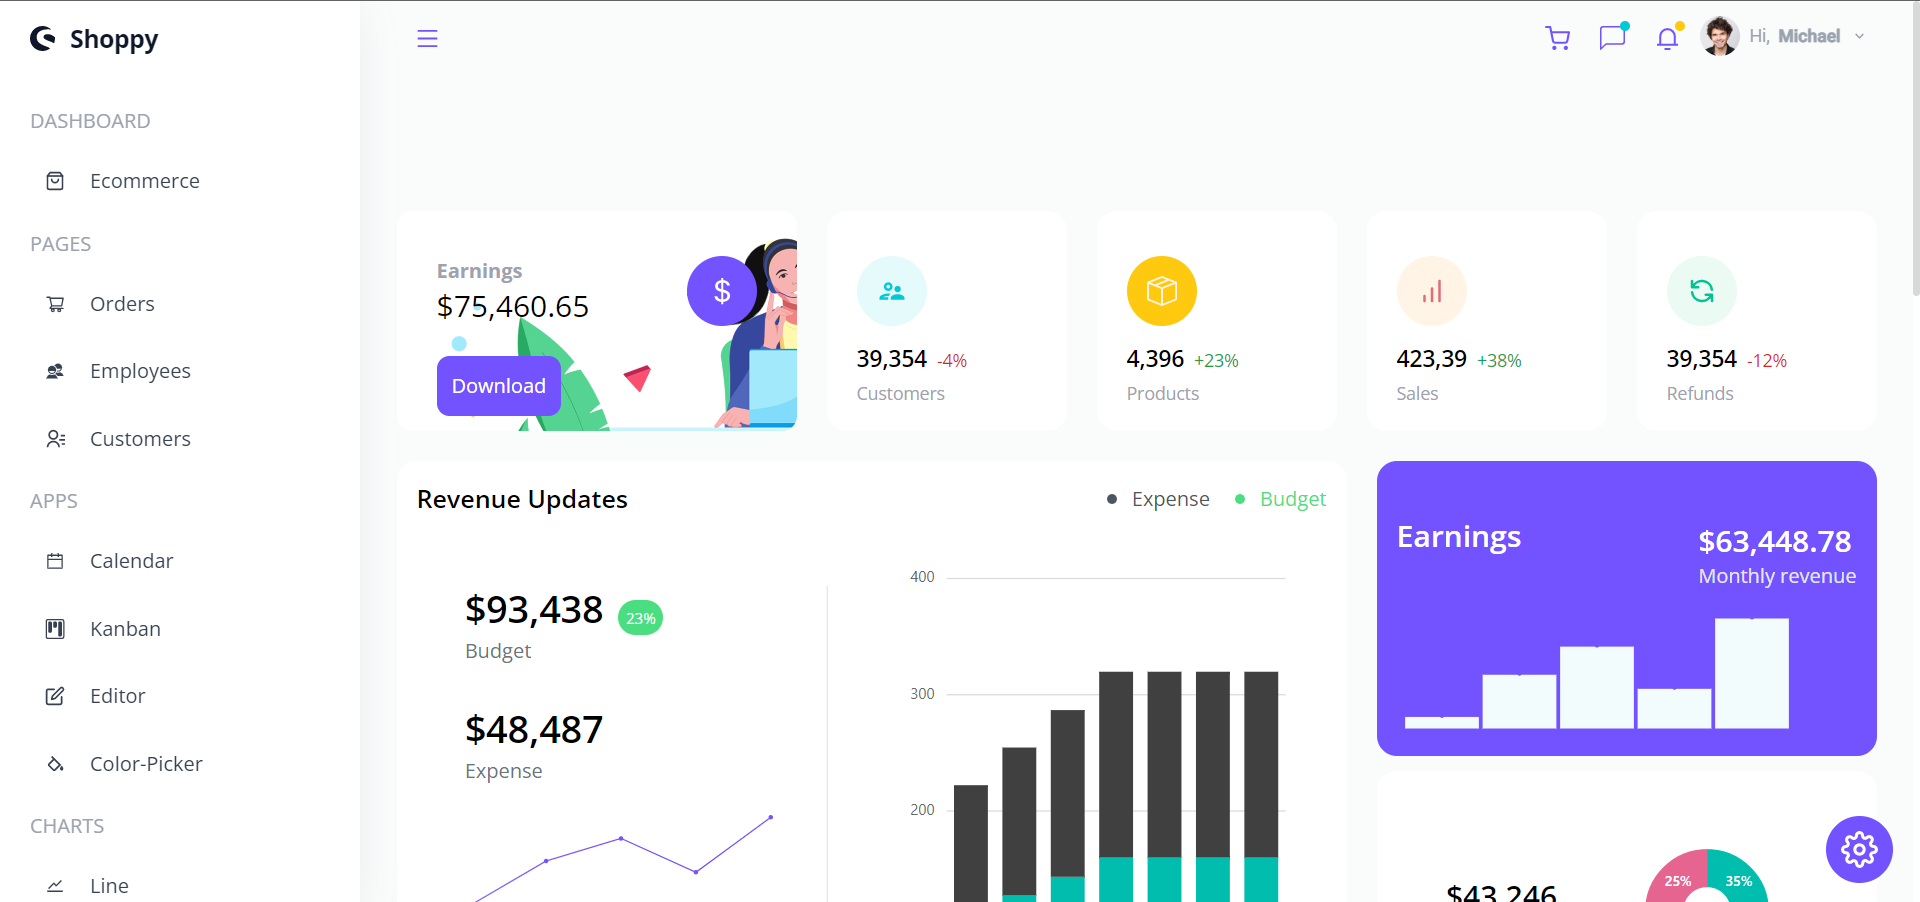 Shoppy
Hi, Michael
DASHBOARD
Ecommerce
PAGES
Orders
Employees
Customers
APPS
Calendar
Kanban
Editor
Color-Picker
CHARTS
Line
Earnings
$75,460.65
$
Download
39,354 -4%
Customers
4,396 +23%
Products
423,39 +38%
Sales
39,354 -12%
Refunds
Revenue Updates
Expense
Budget
$93,438 23%
Budget
$48,487
Expense
400
300
200
Earnings
$63,448.78
Monthly revenue
$43,246
25%
35%